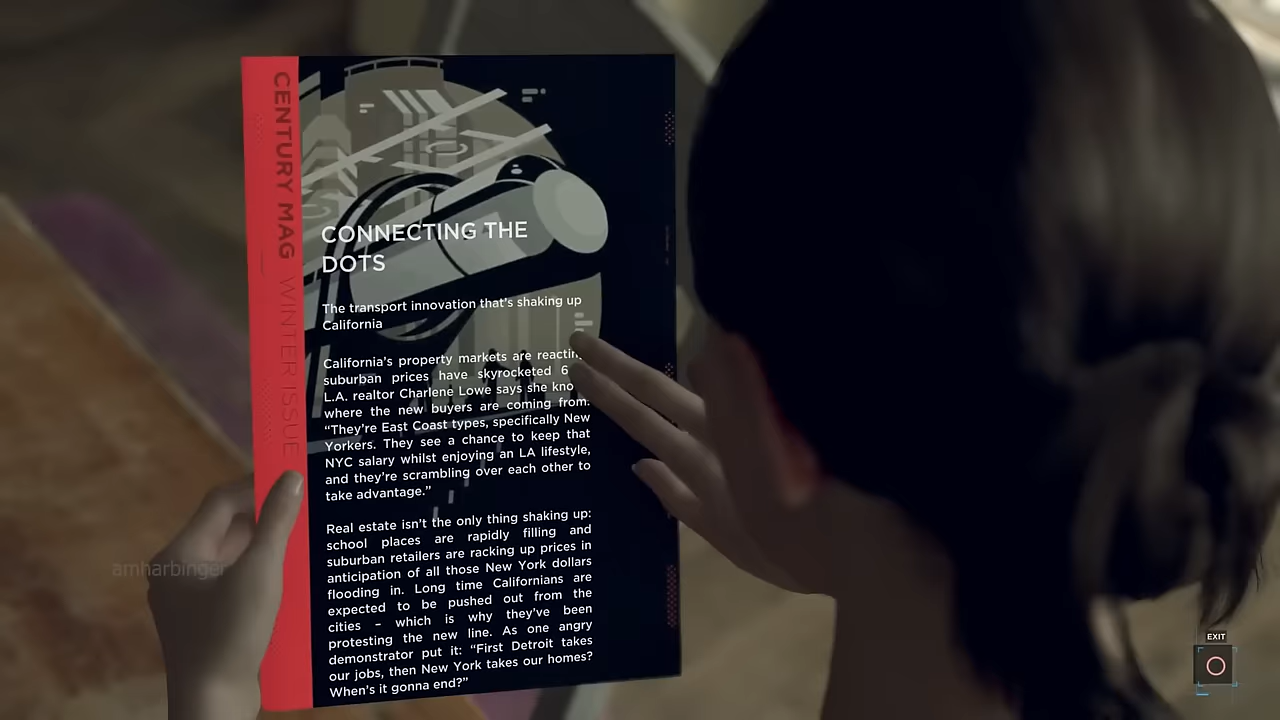 CENTURY MAG WINTER ISSUE
CONNECTING THE
DOTS
The transport innovation that's shaking up
California
California's property markets are
suburban prices have skyrocketed
L.A. realtor Charlene Lowe says she
where the new buyers are coming from:
“They're East Coast types, specifically New
Yorkers. They see a chance to keep that
NYC salary whilst enjoying an LA lifestyle,
and they're scrambling over each other to
take advantage.”
Real estate isn't the only thing shaking up:
school places are rapidly filling and
suburban retailers are racking up prices in
anticipation of all those New York dollars
flooding in. Long time Californians are
expected to be pushed out from the
cities – which is why they've been
protesting the new line. As one angry
demonstrator put it: “First Detroit takes
our jobs, then New York takes our homes?
When's it gonna end?”
amharbinger
EXIT